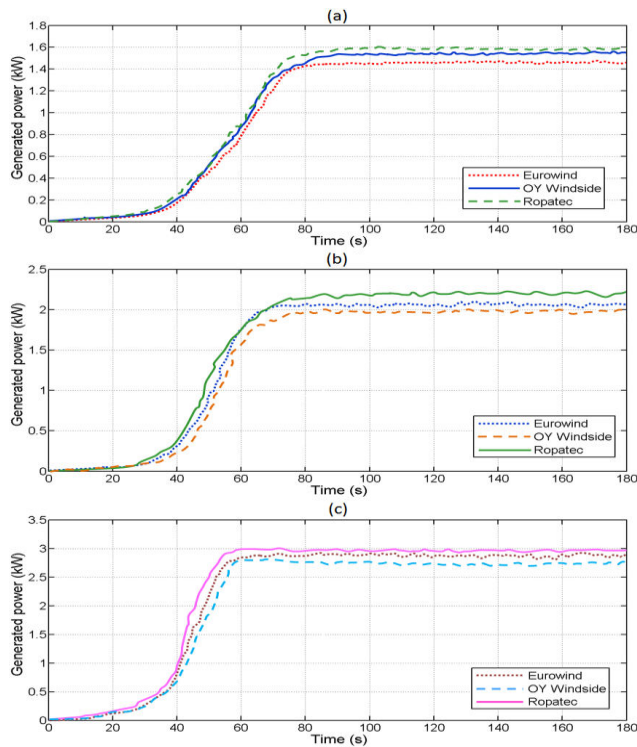 (a)
Generated power (kW)
1.8
1.6
1.4
1.2
1
0.8
0.6
0.4
0.2
0
0 20 40 60 80 100 120 140 160 180
Time (s)
Eurowind
OY Windside
Ropatec
(b)
Generated power (kW)
2.5
2
1.5
1
0.5
0
0 20 40 60 80 100 120 140 160 180
Time (s)
Eurowind
OY Windside
Ropatec
(c)
Generated power (kW)
3.5
3
2.5
2
1.5
1
0.5
0
0 20 40 60 80 100 120 140 160 180
Time (s)
Eurowind
OY Windside
Ropatec